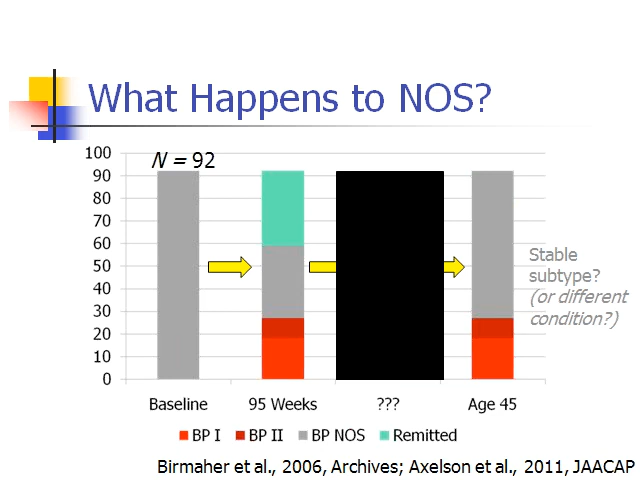 What Happens to NOS?
100
N = 92
90
80
70
60
50
40
30
20
10
0
Stable
subtype?
(or different
condition?)
Baseline
95 Weeks
???
Age 45
BP I
BP II
BP NOS
Remitted
Birmaher et al., 2006, Archives; Axelson et al., 2011, JAACAP